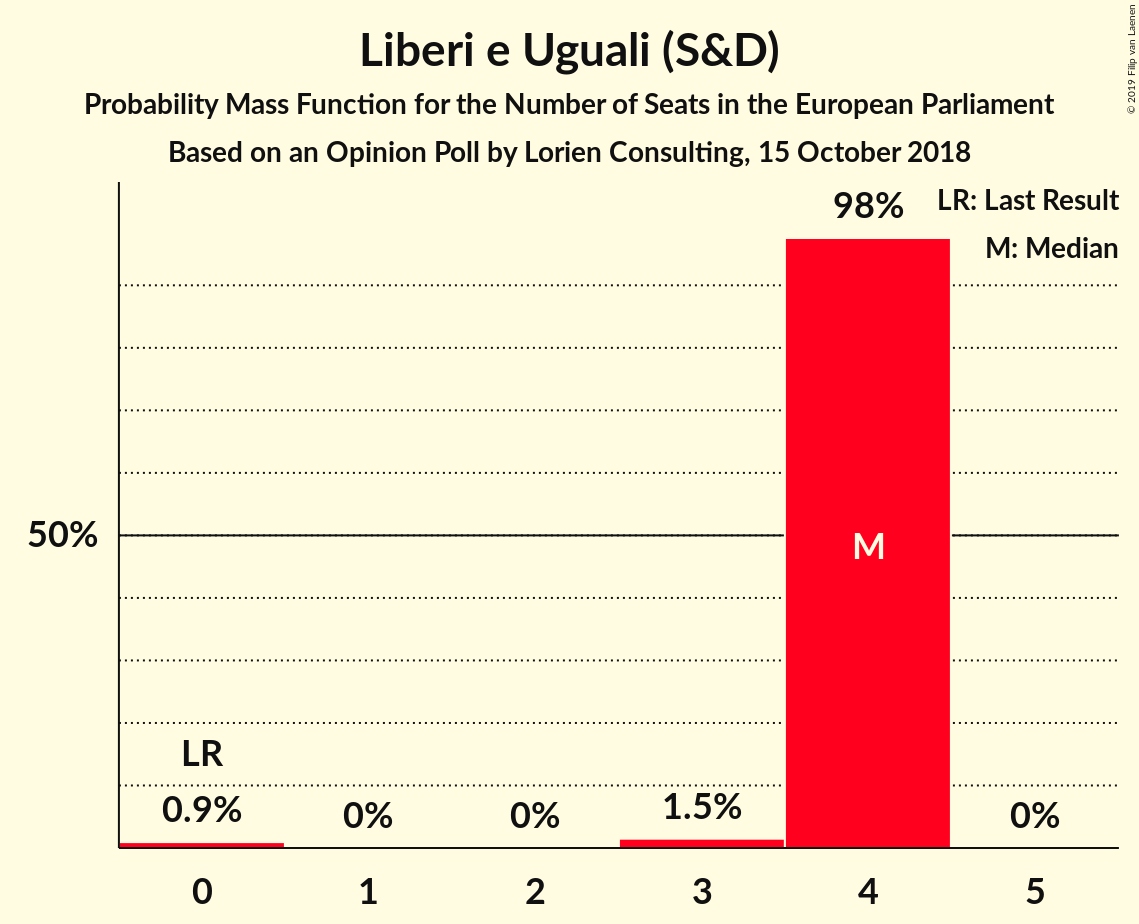 Liberi e Uguali (S&D)
Probability Mass Function for the Number of Seats in the European Parliament
Based on an Opinion Poll by Lorien Consulting, 15 October 2018
© 2019 Filip van Laenen
98%
LR: Last Result
M: Median
50%
M
LR
0.9%
0%
0%
1.5%
0%
0
1
2
3
4
5